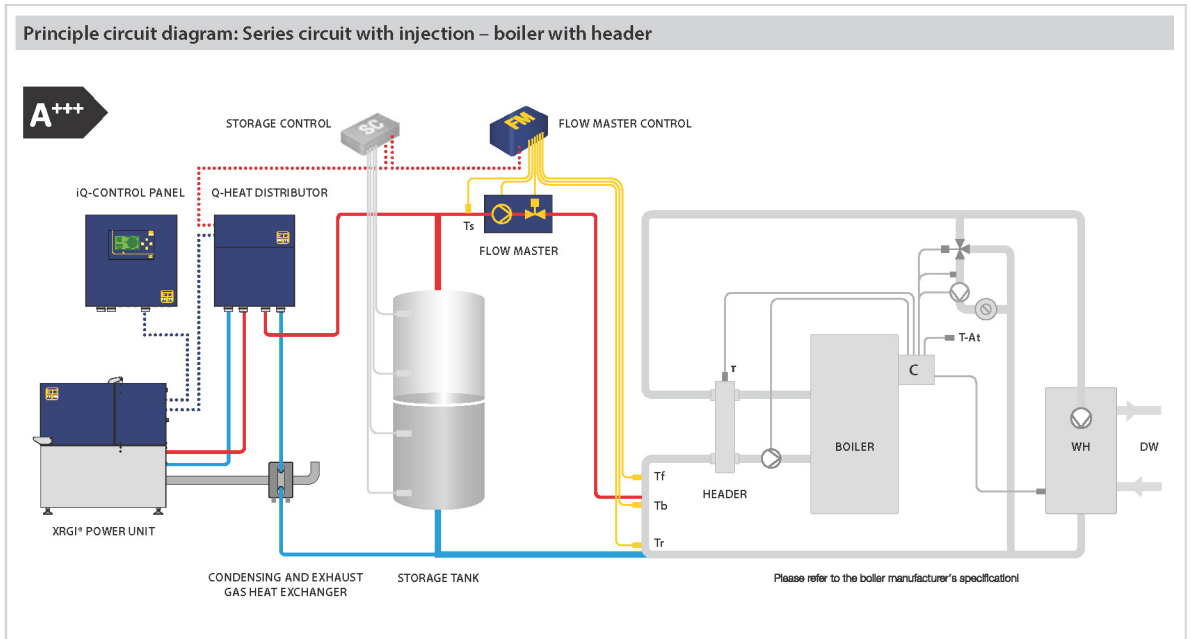 Principle circuit diagram: Series circuit with injection – boiler with header
A+++
STORAGE CONTROL
SC
FM
FLOW MASTER CONTROL
iQ-CONTROL PANEL
Q-HEAT DISTRIBUTOR
Ts
FLOW MASTER
T-At
T
C
BOILER
WH
DW
Tf
HEADER
Tb
XRGI® POWER UNIT
Tr
CONDENSING AND EXHAUST
GAS HEAT EXCHANGER
STORAGE TANK
Please refer to the boiler manufacturer's specification!